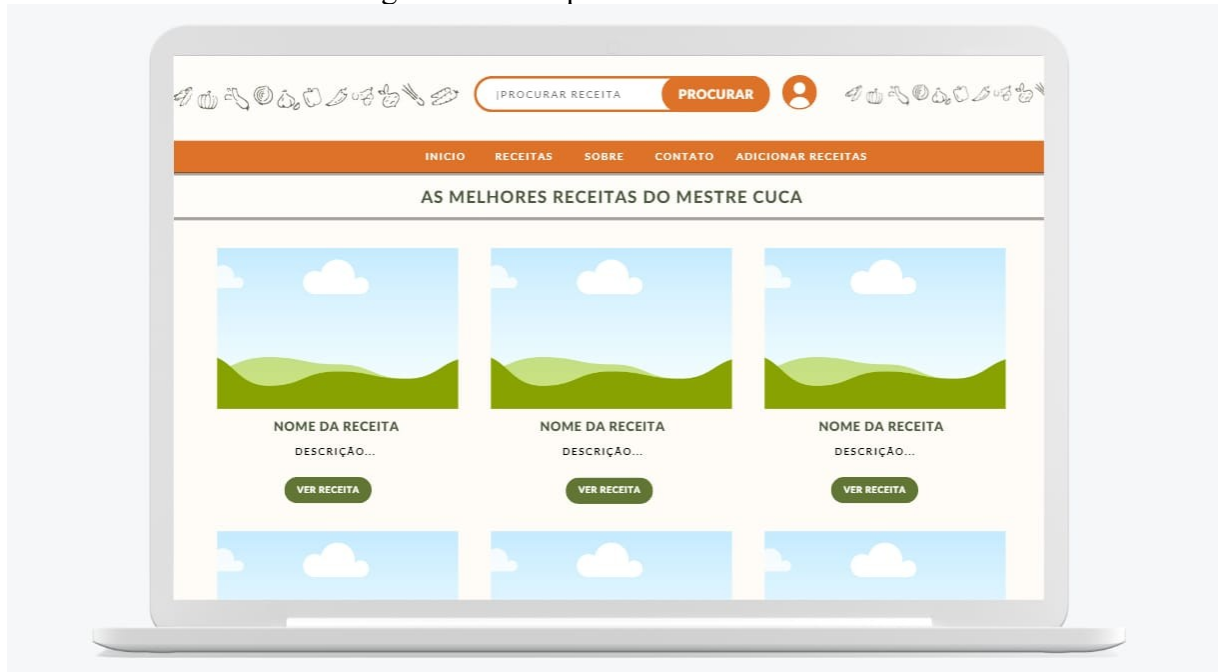 |PROCURAR RECEITA PROCURAR
INICIO RECEITAS SOBRE CONTATO ADICIONAR RECEITAS
AS MELHORES RECEITAS DO MESTRE CUCA
NOME DA RECEITA NOME DA RECEITA NOME DA RECEITA
DESCRIÇÃO... DESCRIÇÃO... DESCRIÇÃO...
VER RECEITA VER RECEITA VER RECEITA